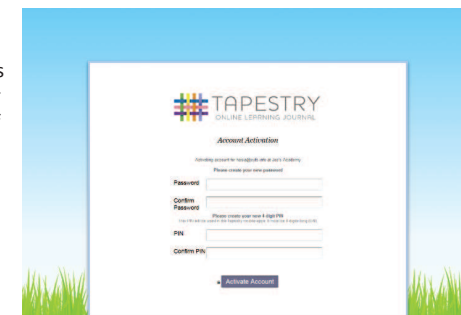 TAPESTRY
ONLINE LEARNING JOURNAL
Account Activation
Please create your new password
Password
Confirm
Password
Please create your new 4 digit PIN
PIN
Confirm PIN
Activate Account